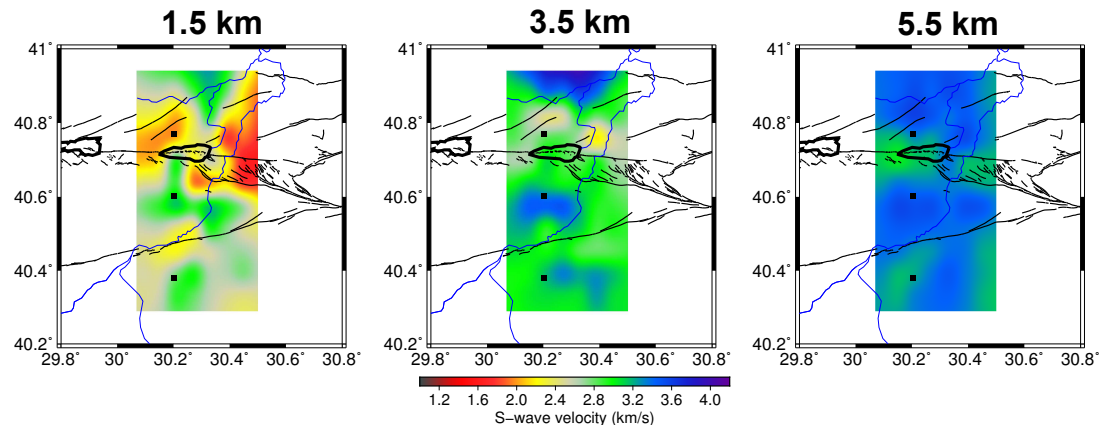 1.5 km 3.5 km 5.5 km
41˚ 41˚ 41˚
40.8˚ 40.8˚ 40.8˚
40.6˚ 40.6˚ 40.6˚
40.4˚ 40.4˚ 40.4˚
40.2˚ 40.2˚ 40.2˚
29.8˚ 30˚ 30.2˚ 30.4˚ 30.6˚ 30.8˚ 29.8˚ 30˚ 30.2˚ 30.4˚ 30.6˚ 30.8˚ 29.8˚ 30˚ 30.2˚ 30.4˚ 30.6˚ 30.8˚
1.2 1.6 2.0 2.4 2.8 3.2 3.6 4.0
S−wave velocity (km/s)